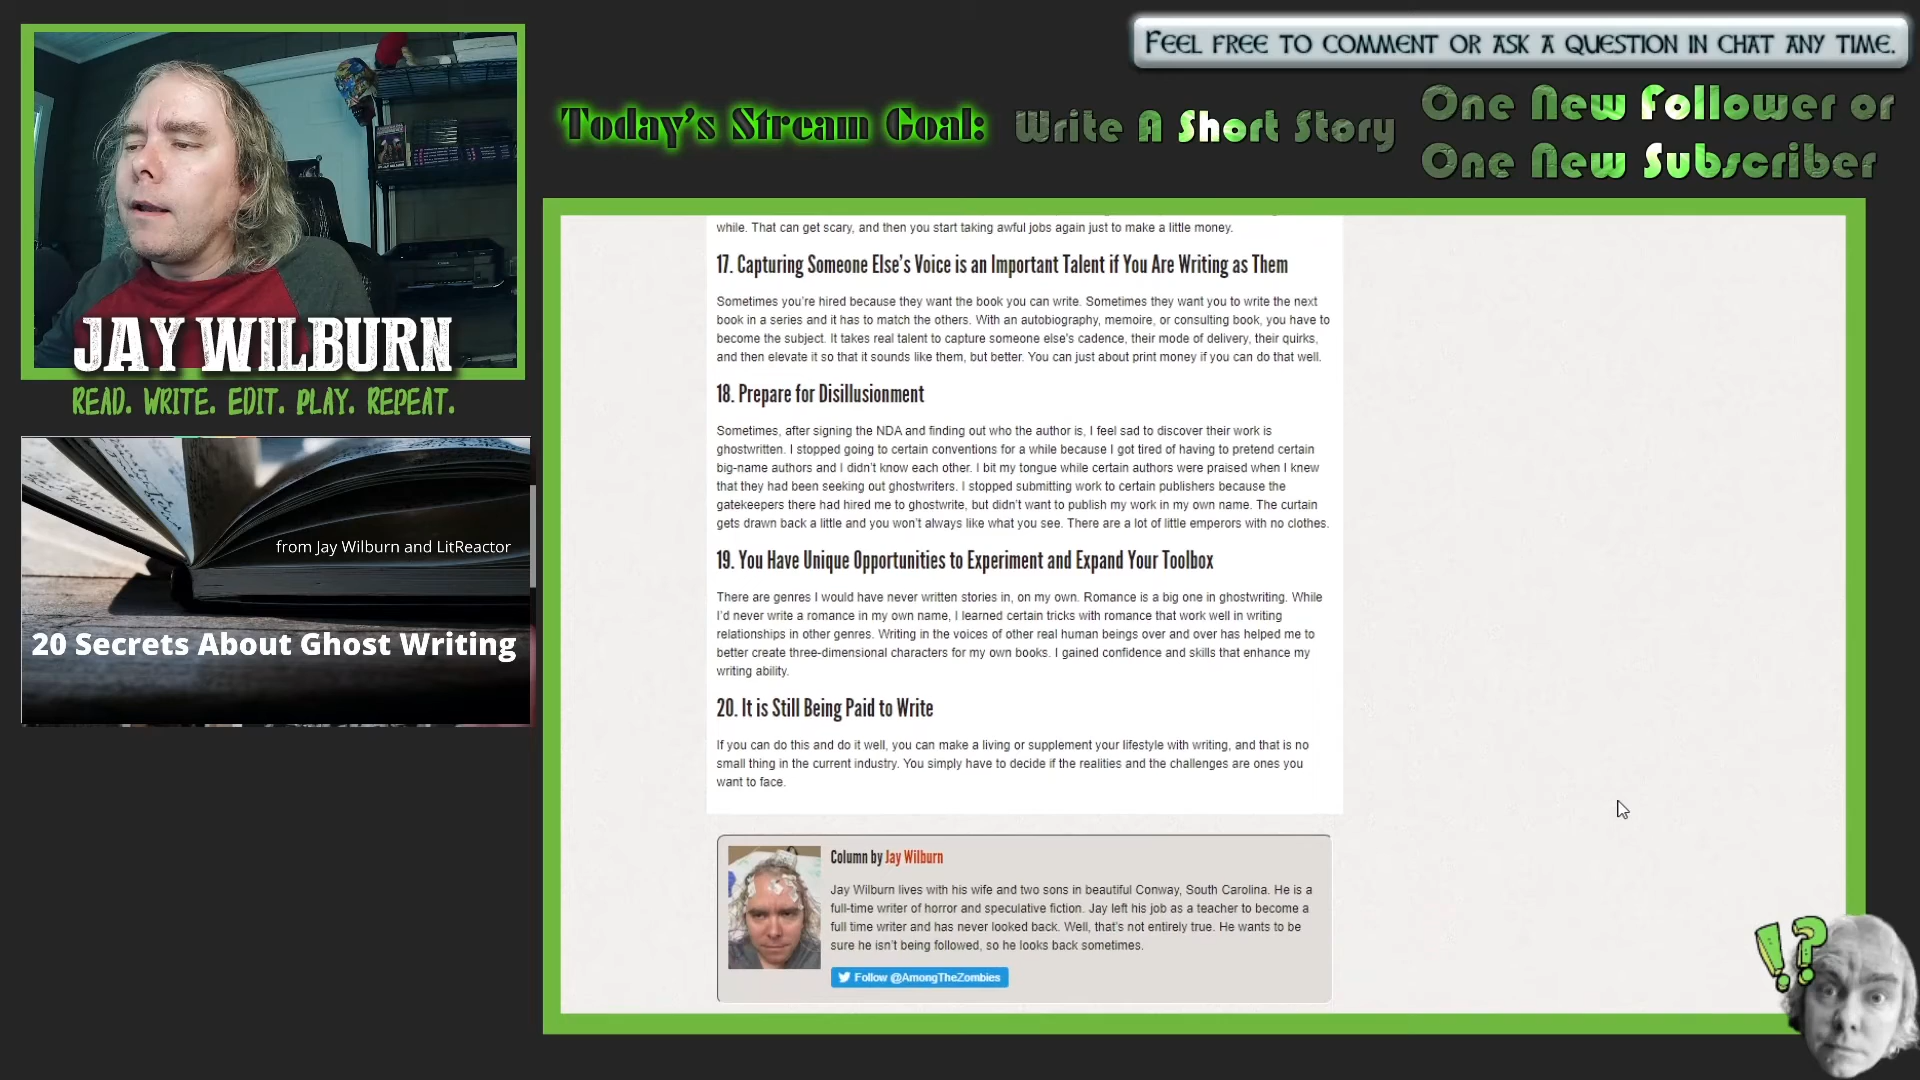 FEEL FREE TO COMMENT OR ASK A QUESTION IN CHAT ANY TIME.
Today's Stream Goal:
Write A Short Story
One New Follower or
One New Subscriber
JAY WILBURN
READ. WRITE. EDIT. PLAY. REPEAT.
from Jay Wilburn and LitReactor
20 Secrets About Ghost Writing
while. That can get scary, and then you start taking awful jobs again just to make a little money.
17. Capturing Someone Else's Voice is an Important Talent if You Are Writing as Them
Sometimes you're hired because they want the book you can write. Sometimes they want you to write the next
book in a series and it has to match the others. With an autobiography, memoire, or consulting book, you have to
become the subject. It takes real talent to capture someone else's cadence, their mode of delivery, their quirks,
and then elevate it so that it sounds like them, but better. You can just about print money if you can do that well.
18. Prepare for Disillusionment
Sometimes, after signing the NDA and finding out who the author is, I feel sad to discover their work is
ghostwritten. I stopped going to certain conventions for a while because I got tired of having to pretend certain
big-name authors and I didn't know each other. I bit my tongue while certain authors were praised when I knew
that they had been seeking out ghostwriters. I stopped submitting work to certain publishers because the
gatekeepers there had hired me to ghostwrite, but didn't want to publish my work in my own name. The curtain
gets drawn back a little and you won't always like what you see. There are a lot of little emperors with no clothes.
19. You Have Unique Opportunities to Experiment and Expand Your Toolbox
There are genres I would have never written stories in, on my own. Romance is a big one in ghostwriting. While
I'd never write a romance in my own name, I learned certain tricks with romance that work well in writing
relationships in other genres. Writing in the voices of other real human beings over and over has helped me to
better create three-dimensional characters for my own books. I gained confidence and skills that enhance my
writing ability.
20. It is Still Being Paid to Write
If you can do this and do it well, you can make a living or supplement your lifestyle with writing, and that is no
small thing in the current industry. You simply have to decide if the realities and the challenges are ones you
want to face.
Column by Jay Wilburn
Jay Wilburn lives with his wife and two sons in beautiful Conway, South Carolina. He is a
full-time writer of horror and speculative fiction. Jay left his job as a teacher to become a
full time writer and has never looked back. Well, that's not entirely true. He wants to be
sure he isn't being followed, so he looks back sometimes.
Follow @AmongTheZombies
!?